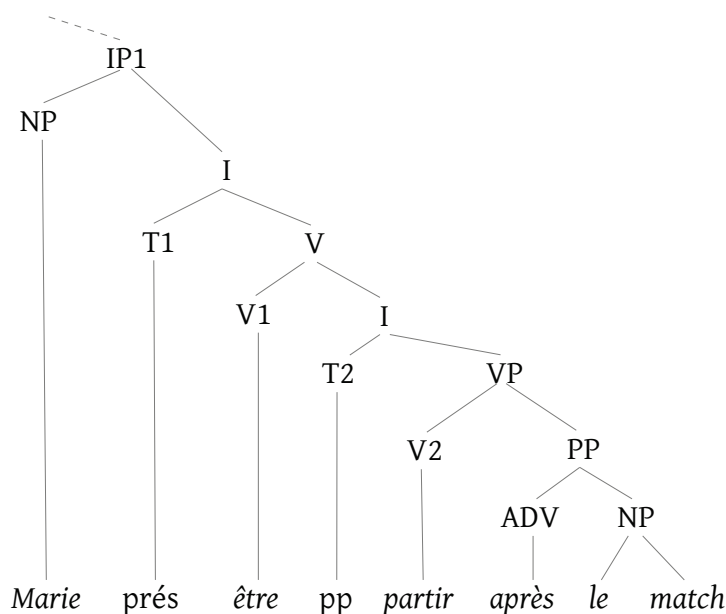 IP1
NP
I
T1
V
V1
I
T2
VP
V2
PP
ADV
NP
Marie prés être pp partir après le match